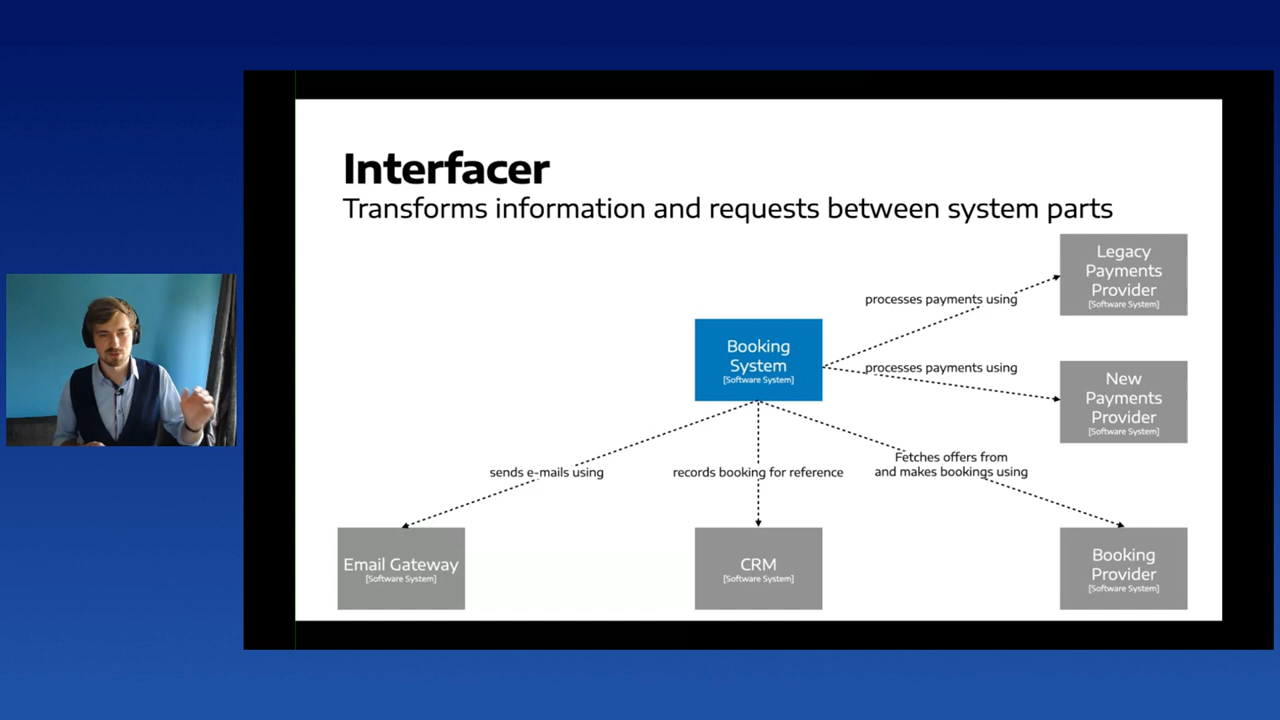 Interfacer
Transforms information and requests between system parts
Legacy
Payments
Provider
[Software System]
processes payments using
Booking
System
[Software System]
processes payments using
New
Payments
Provider
[Software System]
sends e-mails using
records booking for reference
Fetches offers from
and makes bookings using
Email Gateway
[Software System]
CRM
[Software System]
Booking
Provider
[Software System]